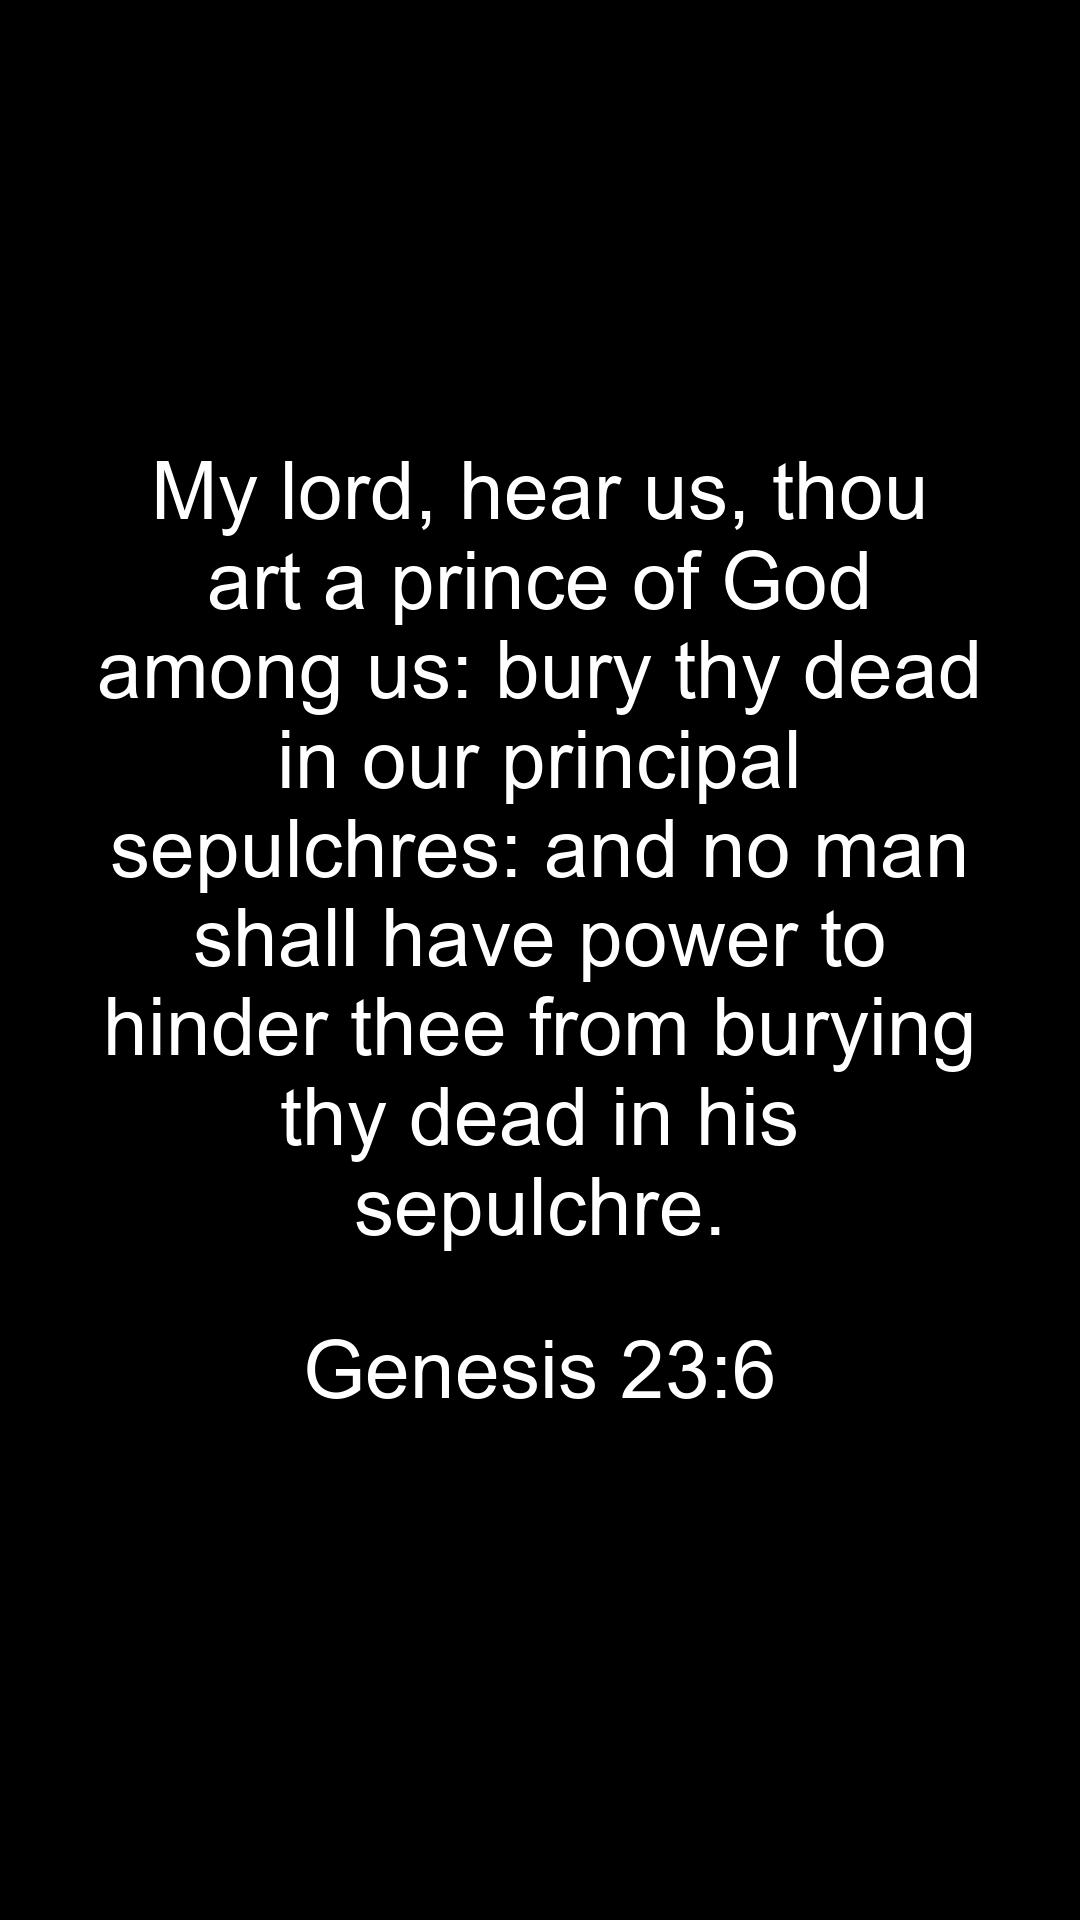 My lord, hear us, thou
art a prince of God
among us: bury thy dead
in our principal
sepulchres: and no man
shall have power to
hinder thee from burying
thy dead in his
sepulchre.
Genesis 23:6